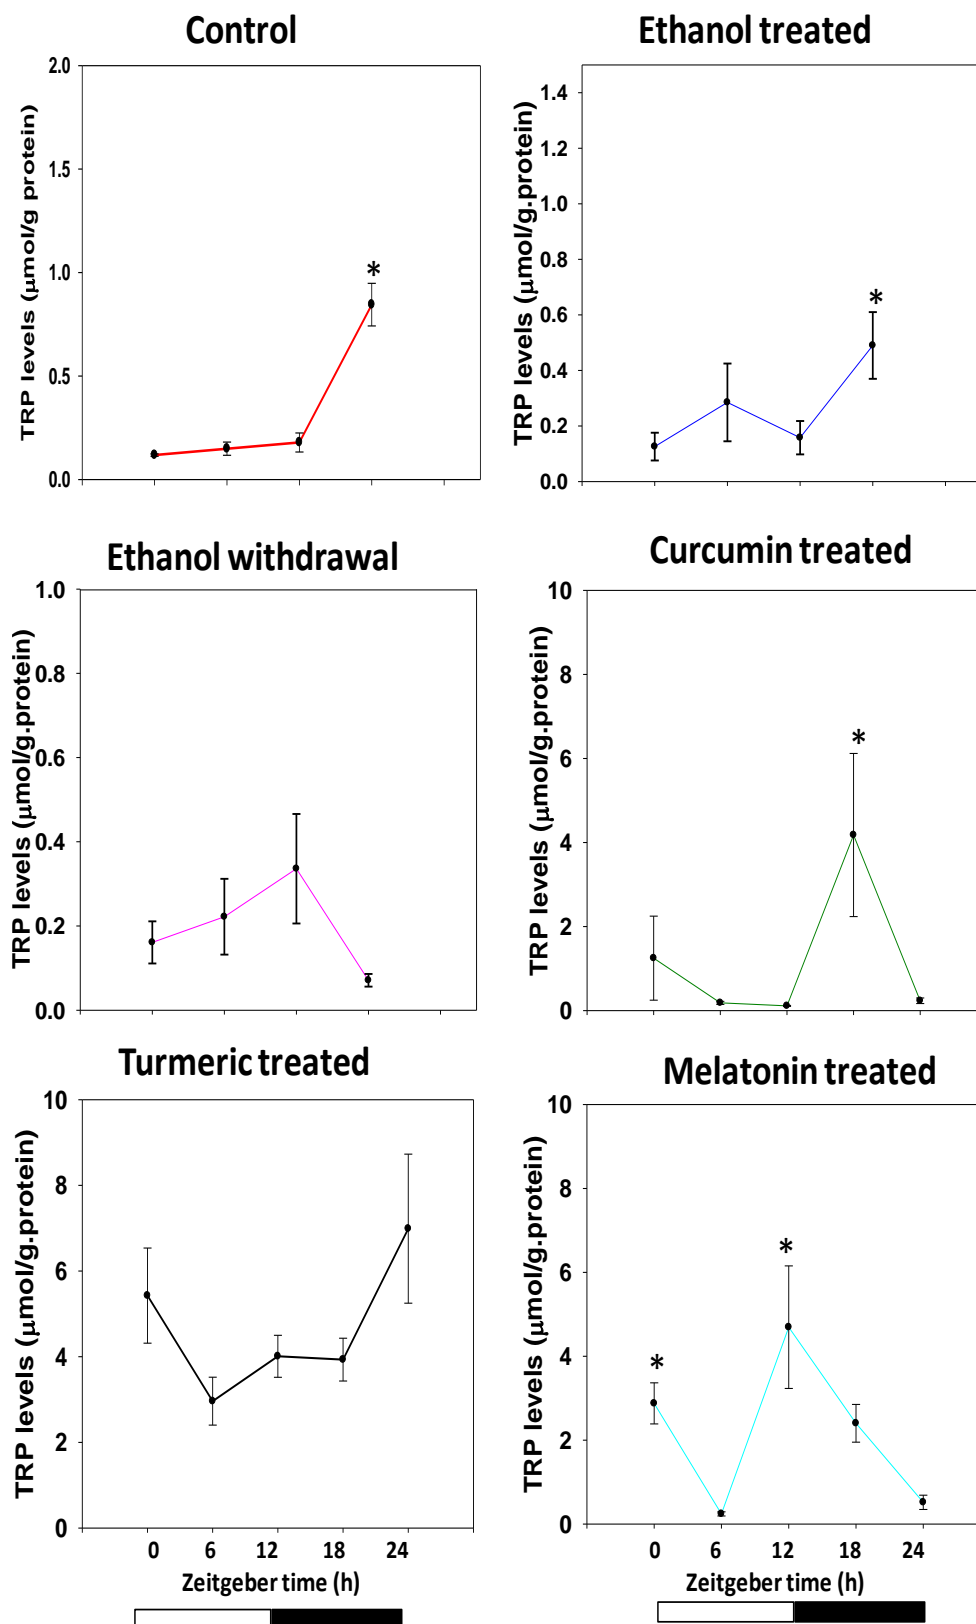 Control
TRP levels (μmol/g protein)
2.0
1.5
1.0
0.5
0.0
*
Ethanol treated
TRP levels (μmol/g.protein)
1.4
1.2
1.0
0.8
0.6
0.4
0.2
0.0
*
Ethanol withdrawal
TRP levels (μmol/g.protein)
1.0
0.8
0.6
0.4
0.2
0.0
Curcumin treated
TRP levels (μmol/g.protein)
10
8
6
4
2
0
*
Turmeric treated
TRP levels (μmol/g.protein)
10
8
6
4
2
0
0 6 12 18 24
Zeitgeber time (h)
Melatonin treated
TRP levels (μmol/g.protein)
10
8
6
4
2
0
*
*
0 6 12 18 24
Zeitgeber time (h)